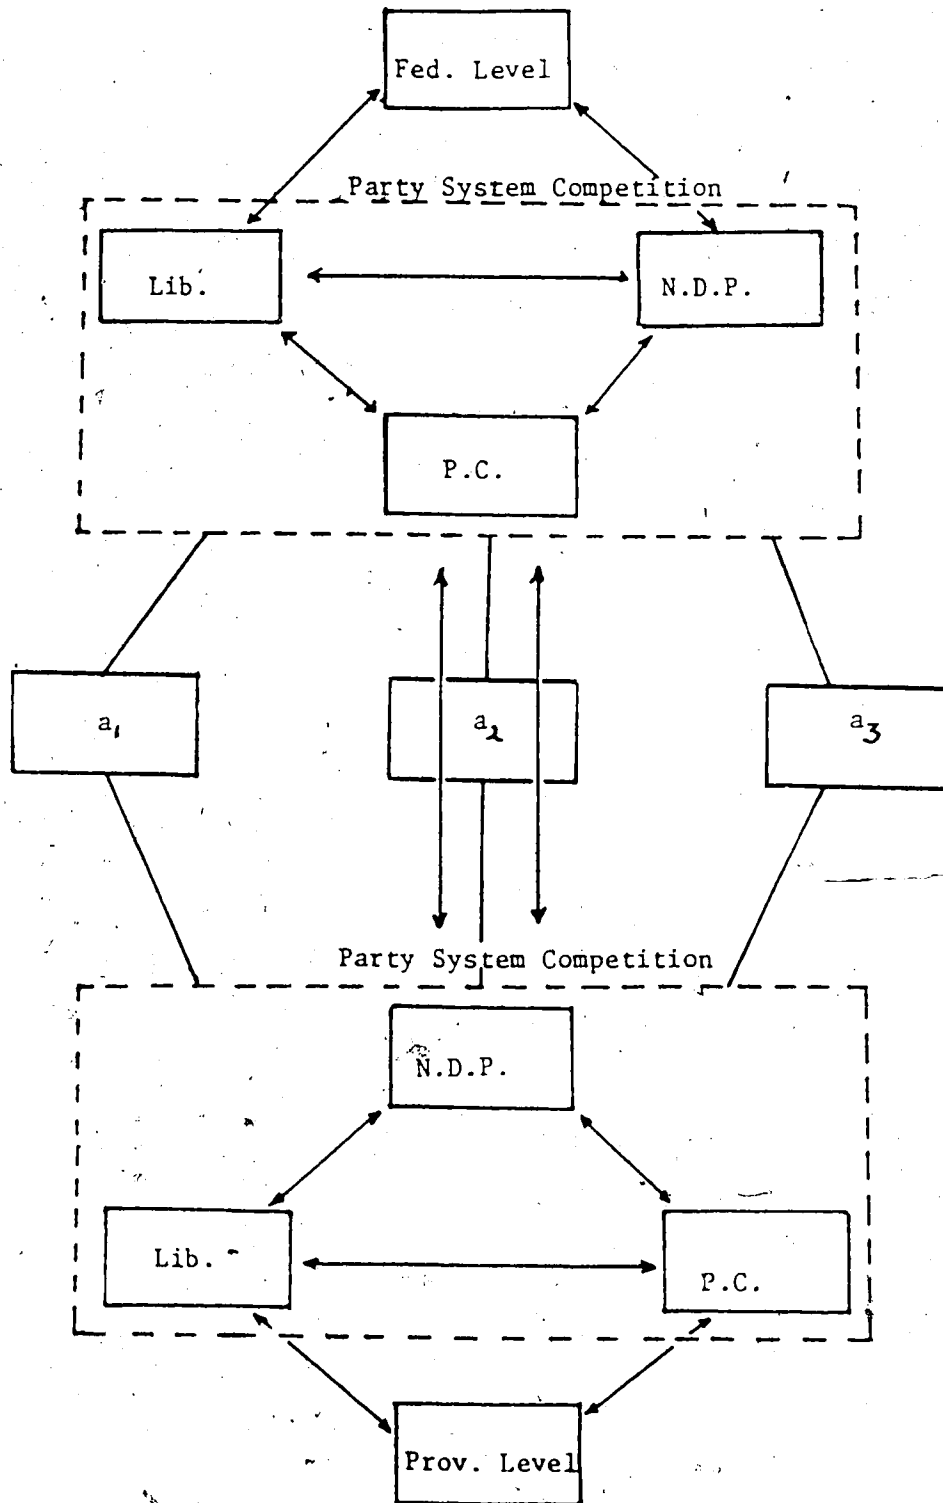 Fed. Level
Party System Competition
Lib.
N.D.P.
P.C.
a₁
a₂
a₃
Party System Competition
N.D.P.
Lib.
P.C.
Prov. Level